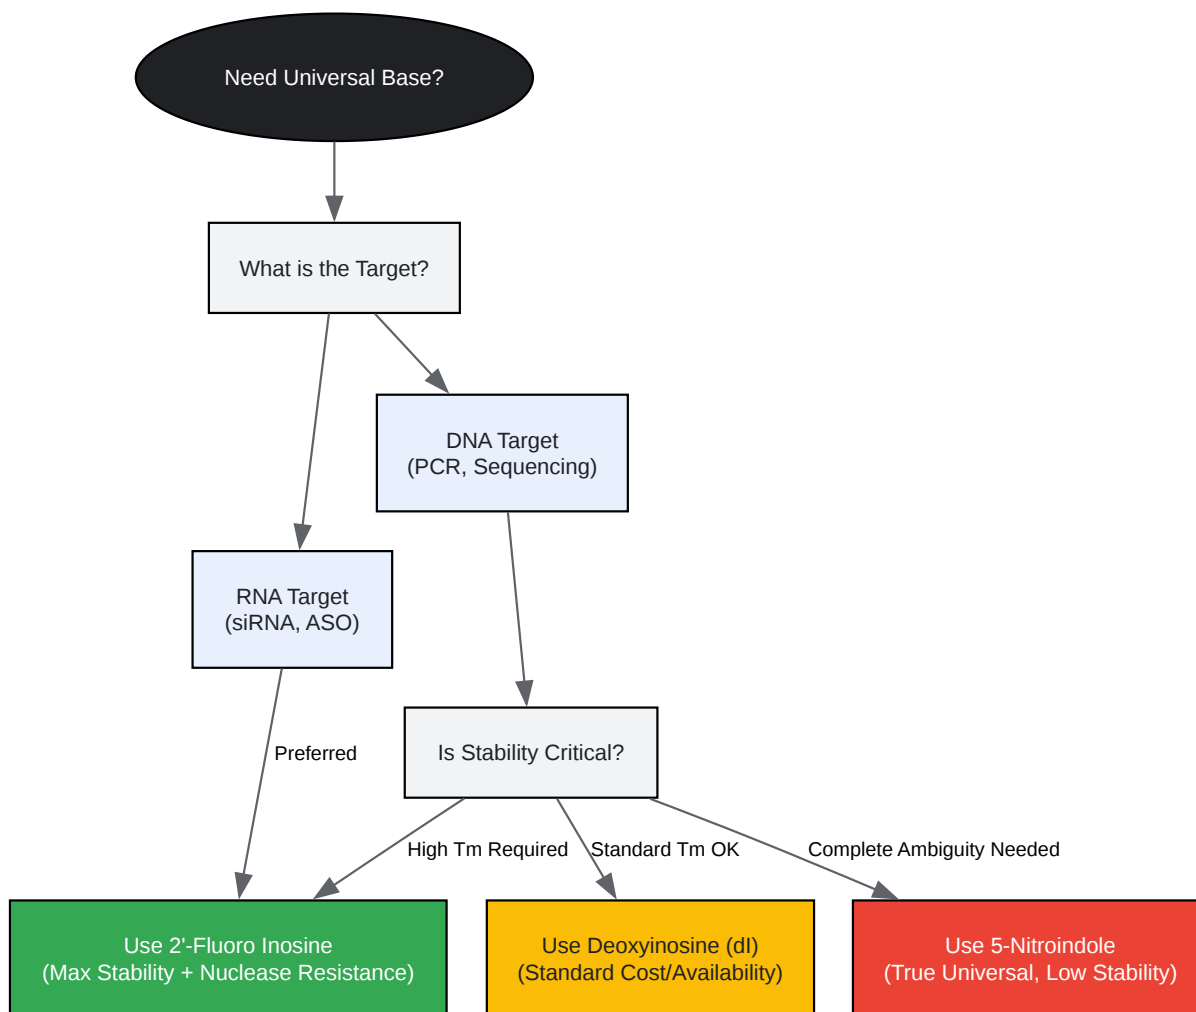 Need Universal Base?
What is the Target?
DNA Target
(PCR, Sequencing)
RNA Target
(siRNA, ASO)
Is Stability Critical?
Preferred
High Tm Required
Standard Tm OK
Complete Ambiguity Needed
Use 2'-Fluoro Inosine
(Max Stability + Nuclease Resistance)
Use Deoxyinosine (dI)
(Standard Cost/Availability)
Use 5-Nitroindole
(True Universal, Low Stability)